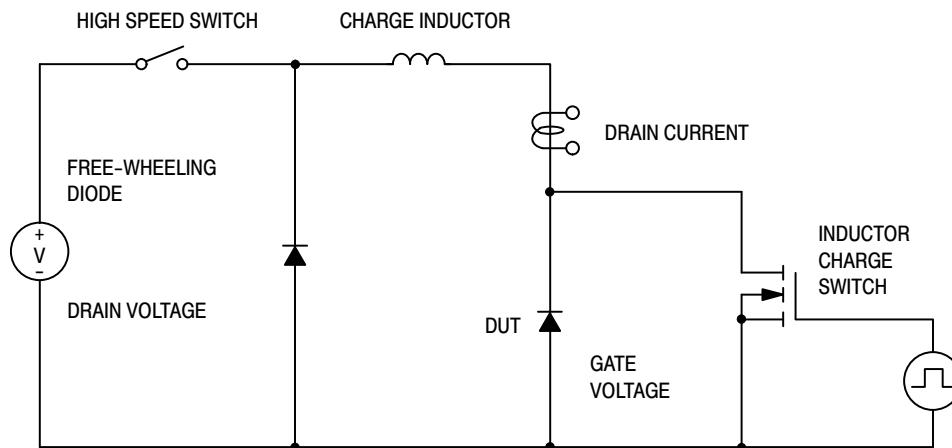 HIGH SPEED SWITCH
CHARGE INDUCTOR
DRAIN CURRENT
FREE-WHEELING
DIODE
+
V
-
INDUCTOR
CHARGE
SWITCH
DRAIN VOLTAGE
DUT
GATE
VOLTAGE